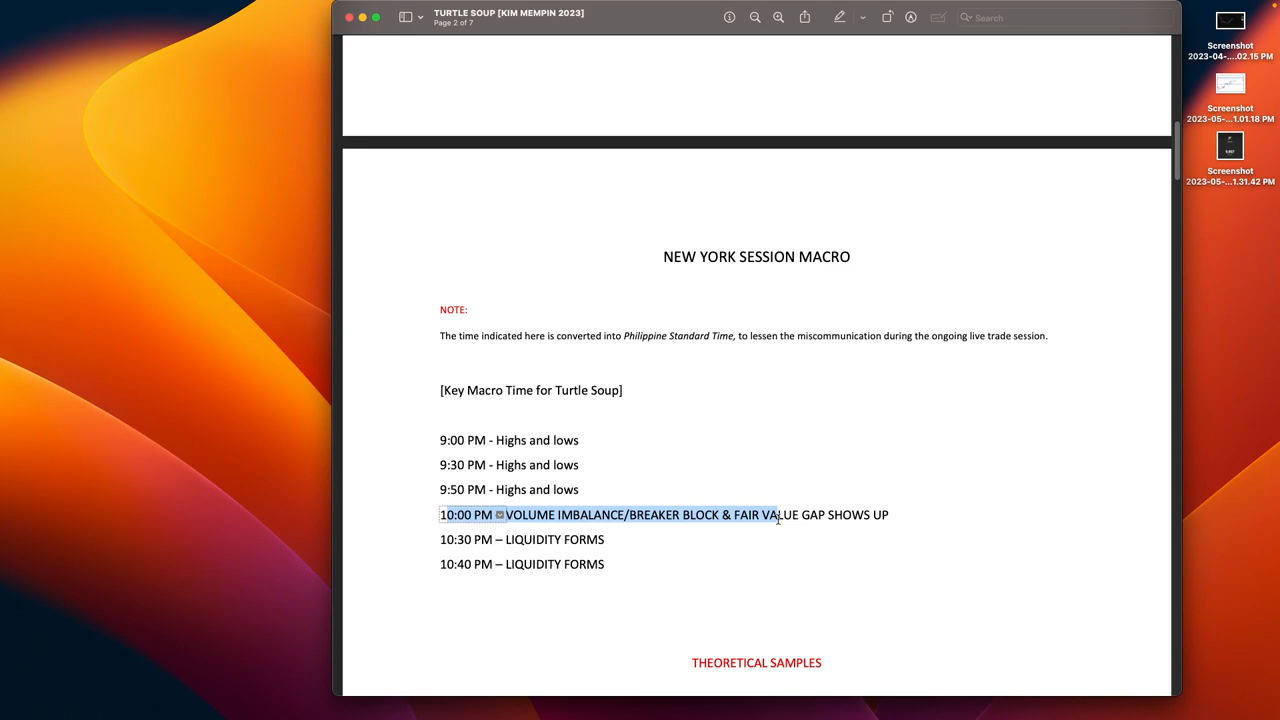 TURTLE SOUP [KIM MEMPIN 2023]
Page 2 of 7
Search
Screenshot
2023-04-....02.15 PM
Screenshot
2023-05-...1.01.18 PM
Screenshot
2023-05-...1.31.42 PM
NEW YORK SESSION MACRO
NOTE:
The time indicated here is converted into Philippine Standard Time, to lessen the miscommunication during the ongoing live trade session.
[Key Macro Time for Turtle Soup]
9:00 PM - Highs and lows
9:30 PM - Highs and lows
9:50 PM - Highs and lows
10:00 PM VOLUME IMBALANCE/BREAKER BLOCK & FAIR VALUE GAP SHOWS UP
10:30 PM – LIQUIDITY FORMS
10:40 PM – LIQUIDITY FORMS
THEORETICAL SAMPLES